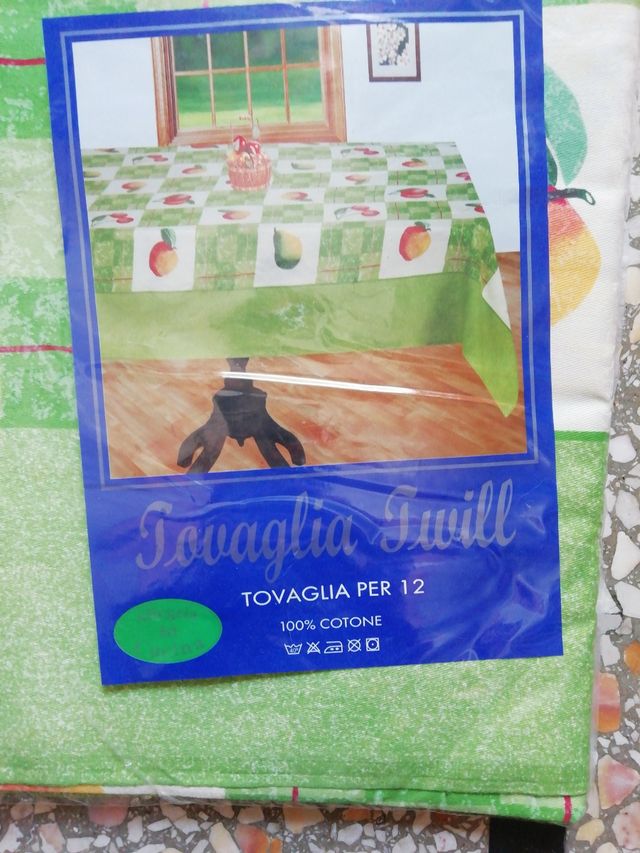 Tovaglia Twill
TOVAGLIA PER 12
100% COTONE